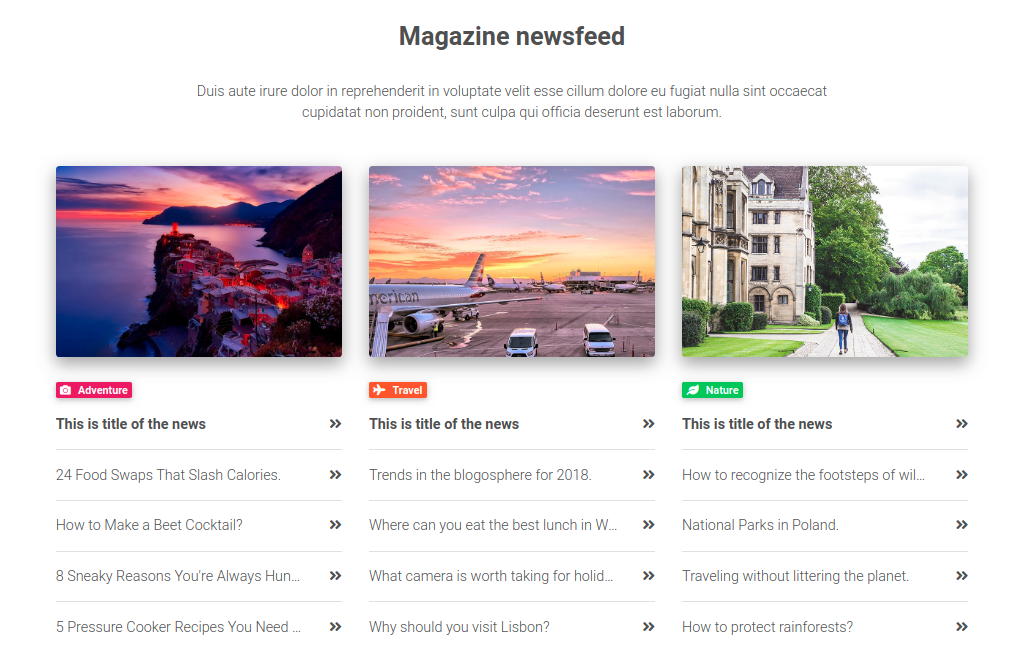 Magazine newsfeed
Duis aute irure dolor in reprehenderit in voluptate velit esse cillum dolore eu fugiat nulla sint occaecat
cupidatat non proident, sunt culpa qui officia deserunt est laborum.
merican
Adventure
This is title of the news
24 Food Swaps That Slash Calories.
How to Make a Beet Cocktail?
8 Sneaky Reasons You're Always Hun...
5 Pressure Cooker Recipes You Need ...
Travel
This is title of the news
Trends in the blogosphere for 2018.
Where can you eat the best lunch in W...
What camera is worth taking for holid...
Why should you visit Lisbon?
Nature
This is title of the news
How to recognize the footsteps of wil...
National Parks in Poland.
Traveling without littering the planet.
How to protect rainforests?